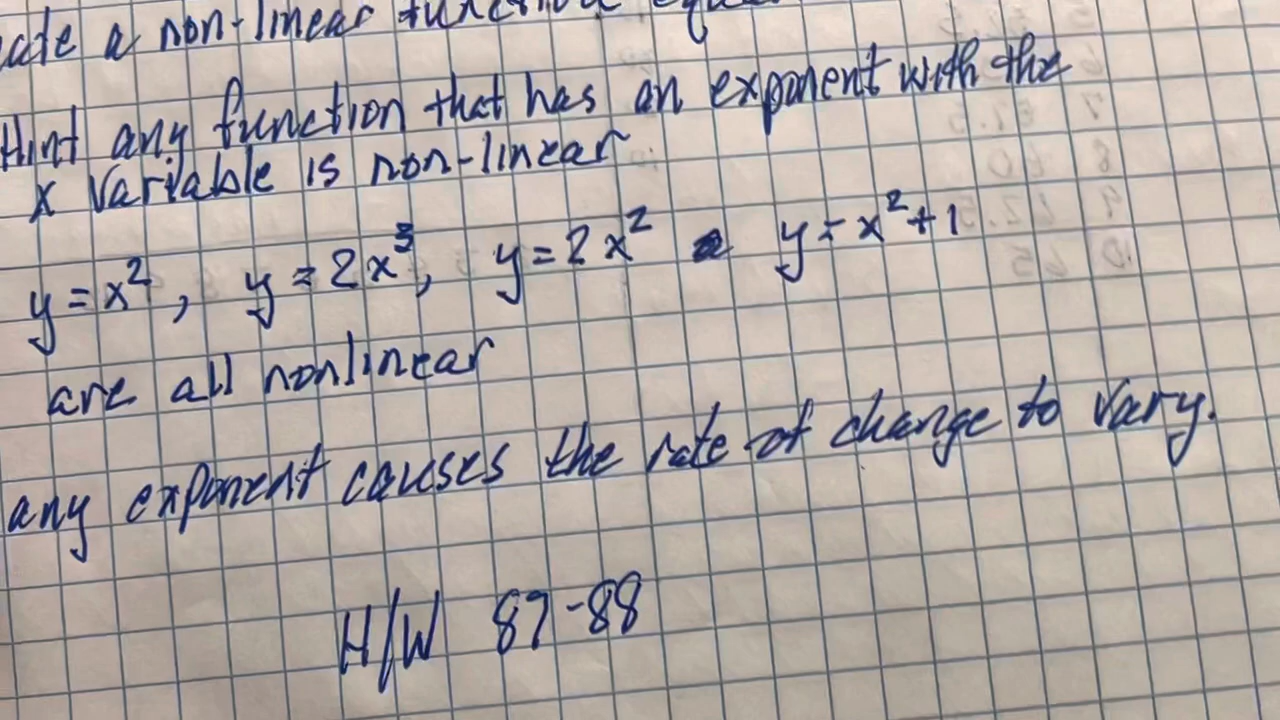 a non-linear function
Hint any function that has an exponent with the
x variable is non-linear
y = x², y = 2x³, y = 2x² y = x² + 1
are all nonlinear
any exponent causes the rate of change to vary.
H/W 87-88